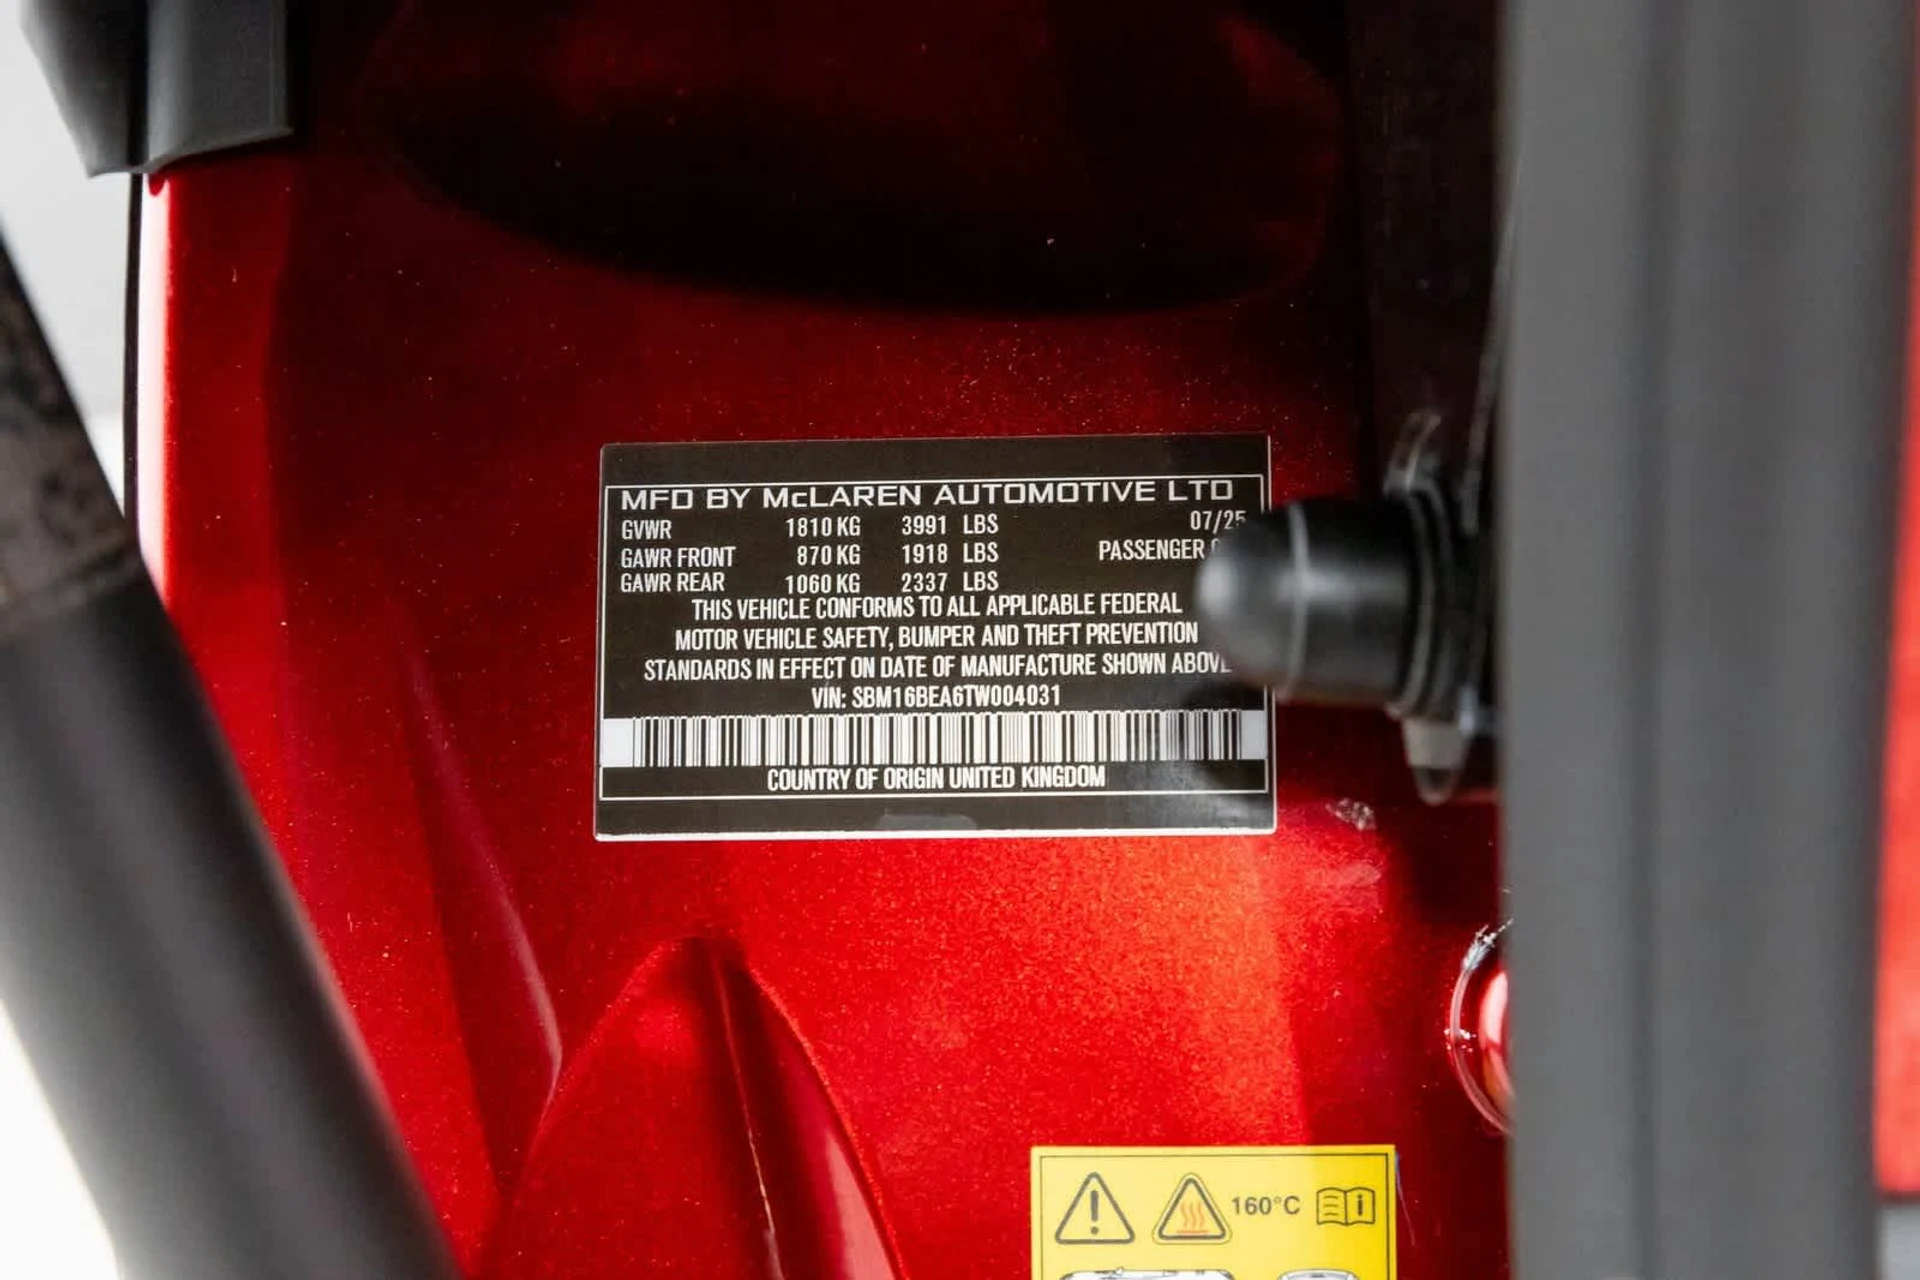 MFD BY McLAREN AUTOMOTIVE LTD
GVWR 1810 KG 3991 LBS 07/25
GAWR FRONT 870 KG 1918 LBS PASSENGER
GAWR REAR 1060 KG 2337 LBS
THIS VEHICLE CONFORMS TO ALL APPLICABLE FEDERAL
MOTOR VEHICLE SAFETY, BUMPER AND THEFT PREVENTION
STANDARDS IN EFFECT ON DATE OF MANUFACTURE SHOWN ABOVE
VIN: SBM16BEA6TW004031
COUNTRY OF ORIGIN UNITED KINGDOM
160°C